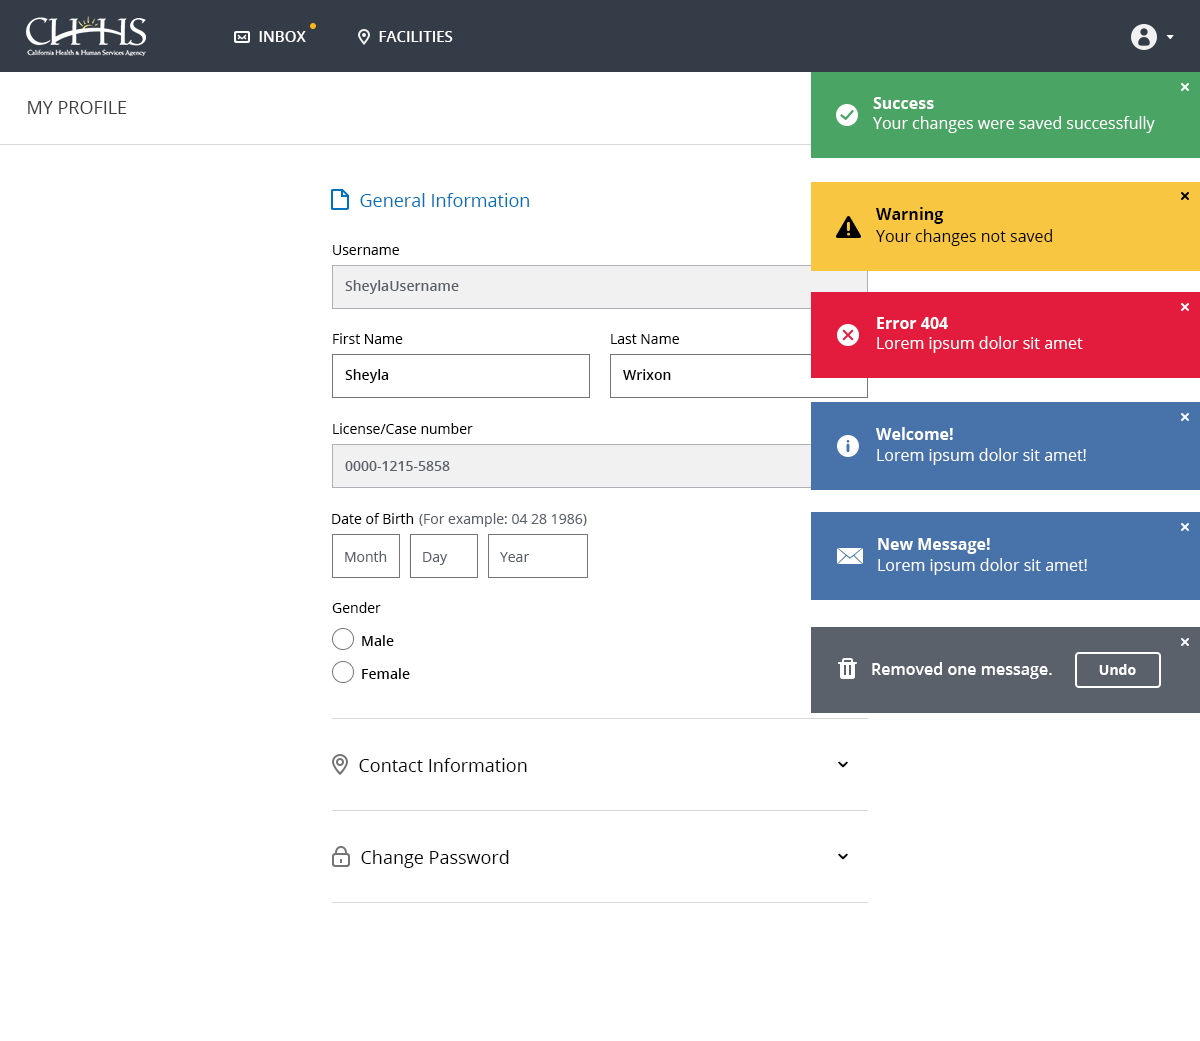 CHHS
California Health & Human Services Agency
INBOX
FACILITIES
MY PROFILE
Success
Your changes were saved successfully
Warning
Your changes not saved
Error 404
Lorem ipsum dolor sit amet
Welcome!
Lorem ipsum dolor sit amet!
New Message!
Lorem ipsum dolor sit amet!
Removed one message.
Undo
General Information
Username
SheylaUsername
First Name
Last Name
Sheyla
Wrixon
License/Case number
0000-1215-5858
Date of Birth (For example: 04 28 1986)
Month
Day
Year
Gender
Male
Female
Contact Information
Change Password